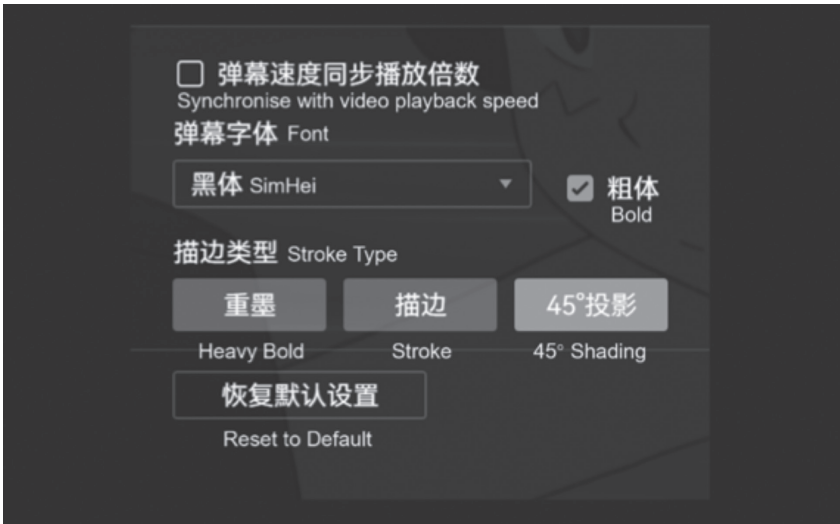 弹幕速度同步播放倍数
Synchronise with video playback speed
弹幕字体 Font
黑体 SimHei
粗体
Bold
描边类型 Stroke Type
重墨 描边 45°投影
Heavy Bold Stroke 45° Shading
恢复默认设置
Reset to Default